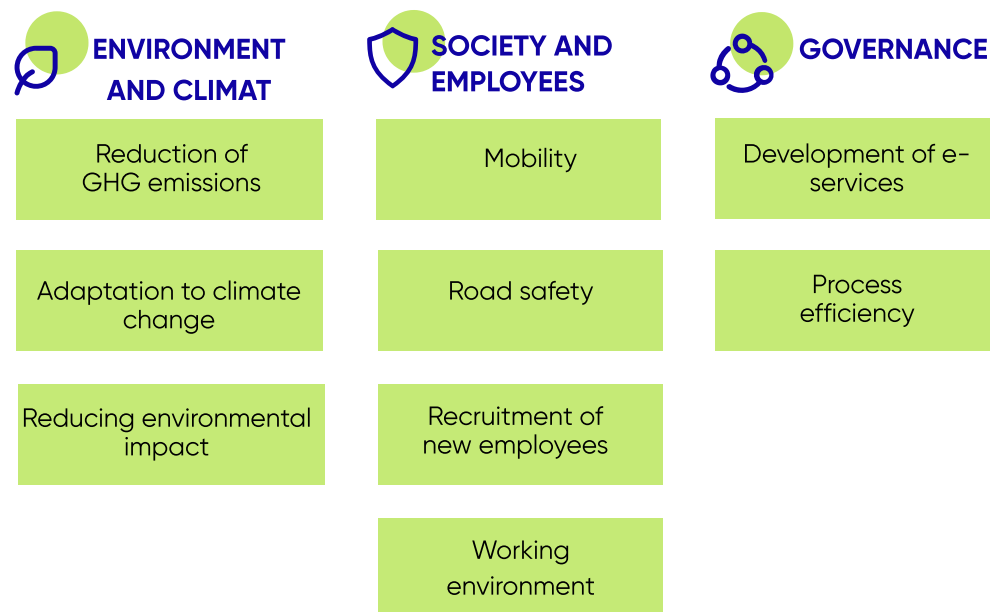 ENVIRONMENT
AND CLIMAT
Reduction of
GHG emissions
Adaptation to climate
change
Reducing environmental
impact
SOCIETY AND
EMPLOYEES
Mobility
Road safety
Recruitment of
new employees
Working
environment
GOVERNANCE
Development of e-
services
Process
efficiency